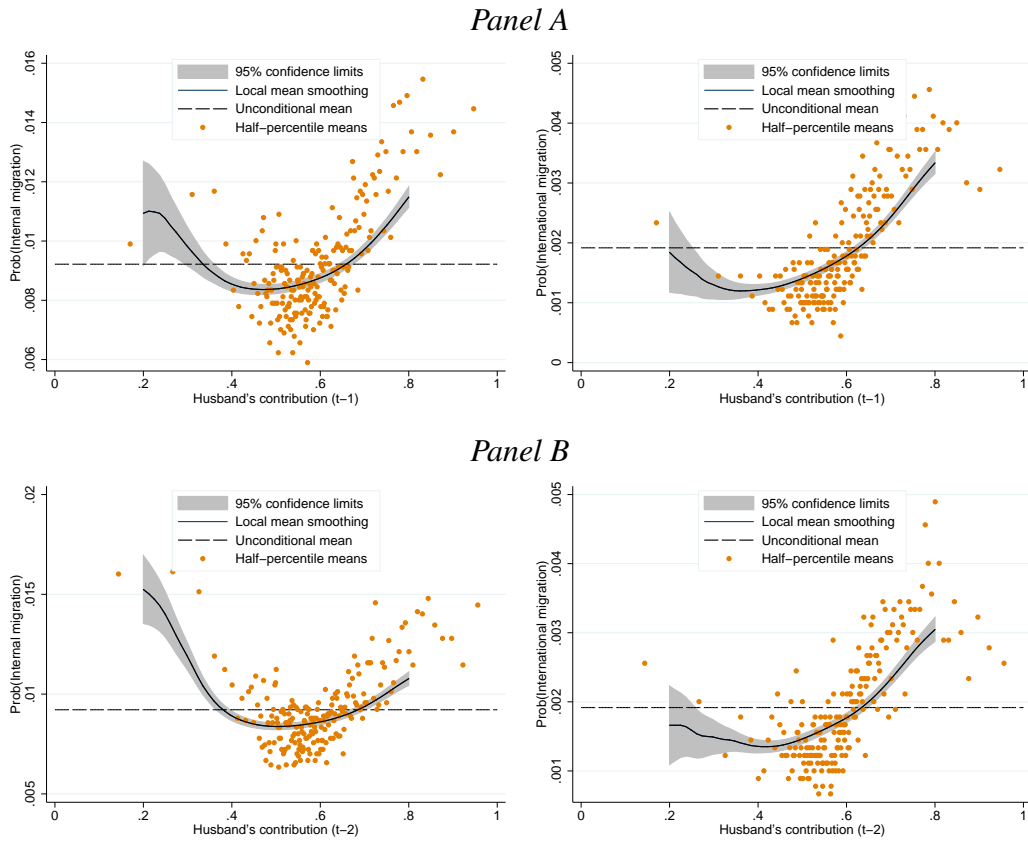 Panel A
Prob(Internal migration)
.016
.014
.012
.01
.008
.006
95% confidence limits
Local mean smoothing
Unconditional mean
Half−percentile means
0 .2 .4 .6 .8 1
Husband's contribution (t−1)
Prob(International migration)
.005
.004
.003
.002
.001
0
95% confidence limits
Local mean smoothing
Unconditional mean
Half−percentile means
0 .2 .4 .6 .8 1
Husband's contribution (t−1)
Panel B
Prob(Internal migration)
.02
.015
.01
.005
95% confidence limits
Local mean smoothing
Unconditional mean
Half−percentile means
0 .2 .4 .6 .8 1
Husband's contribution (t−2)
Prob(International migration)
.005
.004
.003
.002
.001
95% confidence limits
Local mean smoothing
Unconditional mean
Half−percentile means
0 .2 .4 .6 .8 1
Husband's contribution (t−2)